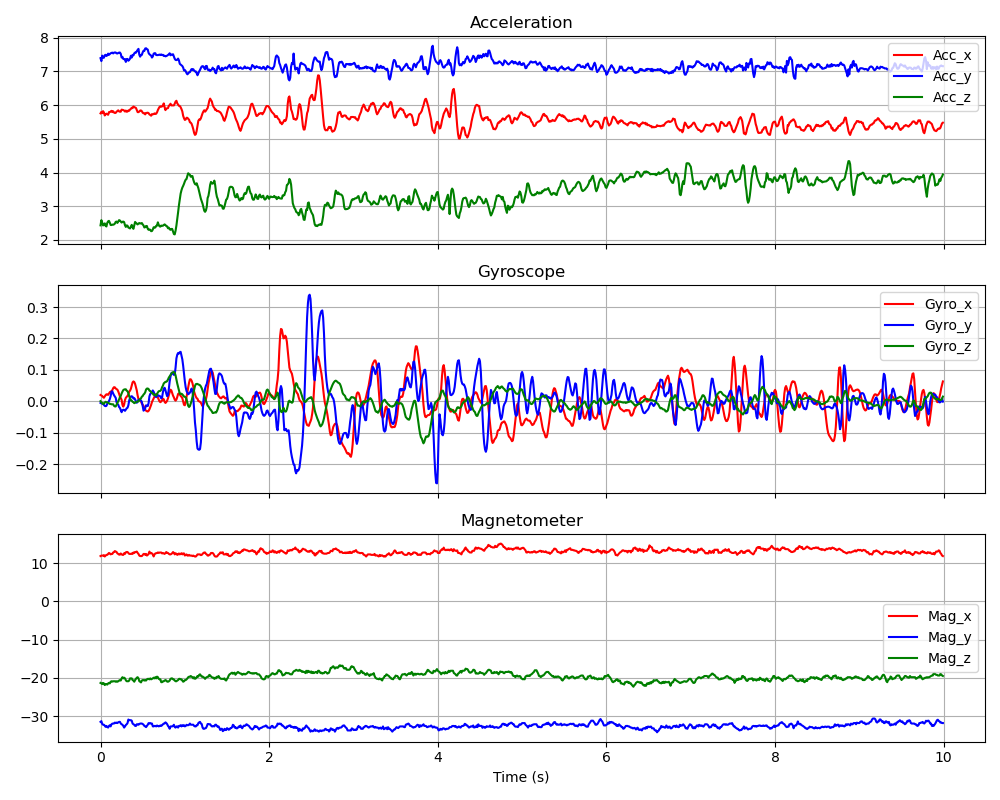 Acceleration
8
7
6
5
4
3
2
Acc_x
Acc_y
Acc_z
Gyroscope
0.3
0.2
0.1
0.0
−0.1
−0.2
Gyro_x
Gyro_y
Gyro_z
Magnetometer
10
0
−10
−20
−30
Mag_x
Mag_y
Mag_z
0 2 4 6 8 10
Time (s)